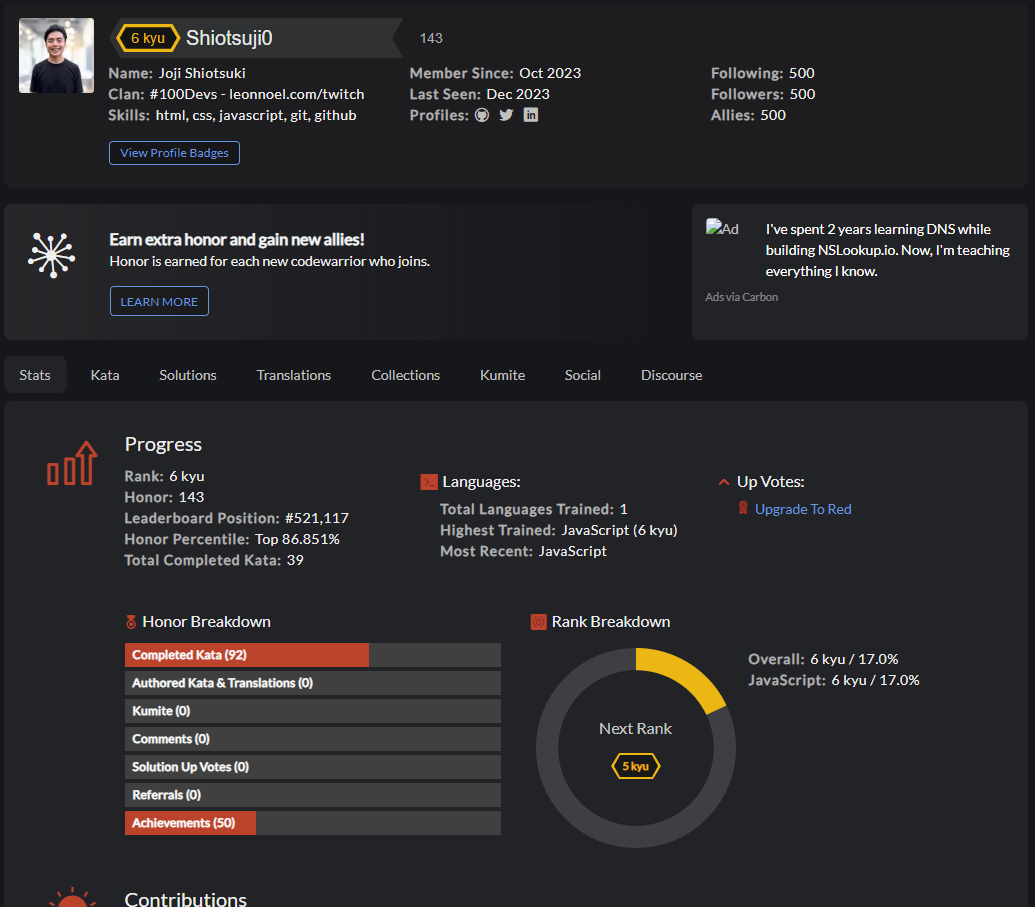 6 kyu Shiotsuji0 143
Name: Joji Shiotsuki
Clan: #100Devs - leonnoel.com/twitch
Skills: html, css, javascript, git, github
Member Since: Oct 2023
Last Seen: Dec 2023
Profiles: in
Following: 500
Followers: 500
Allies: 500
View Profile Badges
Earn extra honor and gain new allies!
Honor is earned for each new codewarrior who joins.
LEARN MORE
Ad
I've spent 2 years learning DNS while
building NSLookup.io. Now, I'm teaching
everything I know.
Ads via Carbon
Stats Kata Solutions Translations Collections Kumite Social Discourse
Progress
Rank: 6 kyu
Honor: 143
Leaderboard Position: #521,117
Honor Percentile: Top 86.851%
Total Completed Kata: 39
Languages:
Total Languages Trained: 1
Highest Trained: JavaScript (6 kyu)
Most Recent: JavaScript
Up Votes:
Upgrade To Red
Honor Breakdown
Completed Kata (92)
Authored Kata & Translations (0)
Kumite (0)
Comments (0)
Solution Up Votes (0)
Referrals (0)
Achievements (50)
Rank Breakdown
Next Rank
5 kyu
Overall: 6 kyu / 17.0%
JavaScript: 6 kyu / 17.0%
Contributions